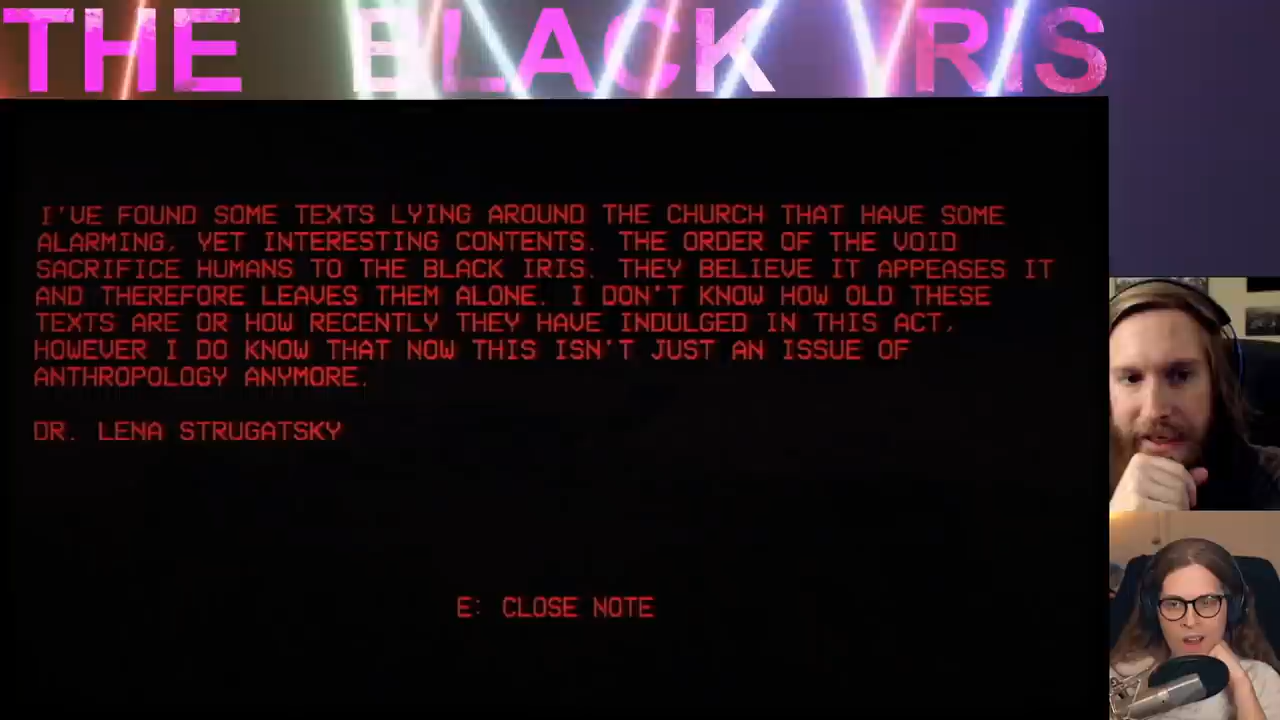 THE BLACK IRIS
I'VE FOUND SOME TEXTS LYING AROUND THE CHURCH THAT HAVE SOME
ALARMING, YET INTERESTING CONTENTS. THE ORDER OF THE VOID
SACRIFICE HUMANS TO THE BLACK IRIS. THEY BELIEVE IT APPEASES IT
AND THEREFORE LEAVES THEM ALONE. I DON'T KNOW HOW OLD THESE
TEXTS ARE OR HOW RECENTLY THEY HAVE INDULGED IN THIS ACT,
HOWEVER I DO KNOW THAT NOW THIS ISN'T JUST AN ISSUE OF
ANTHROPOLOGY ANYMORE.
DR. LENA STRUGATSKY
E: CLOSE NOTE